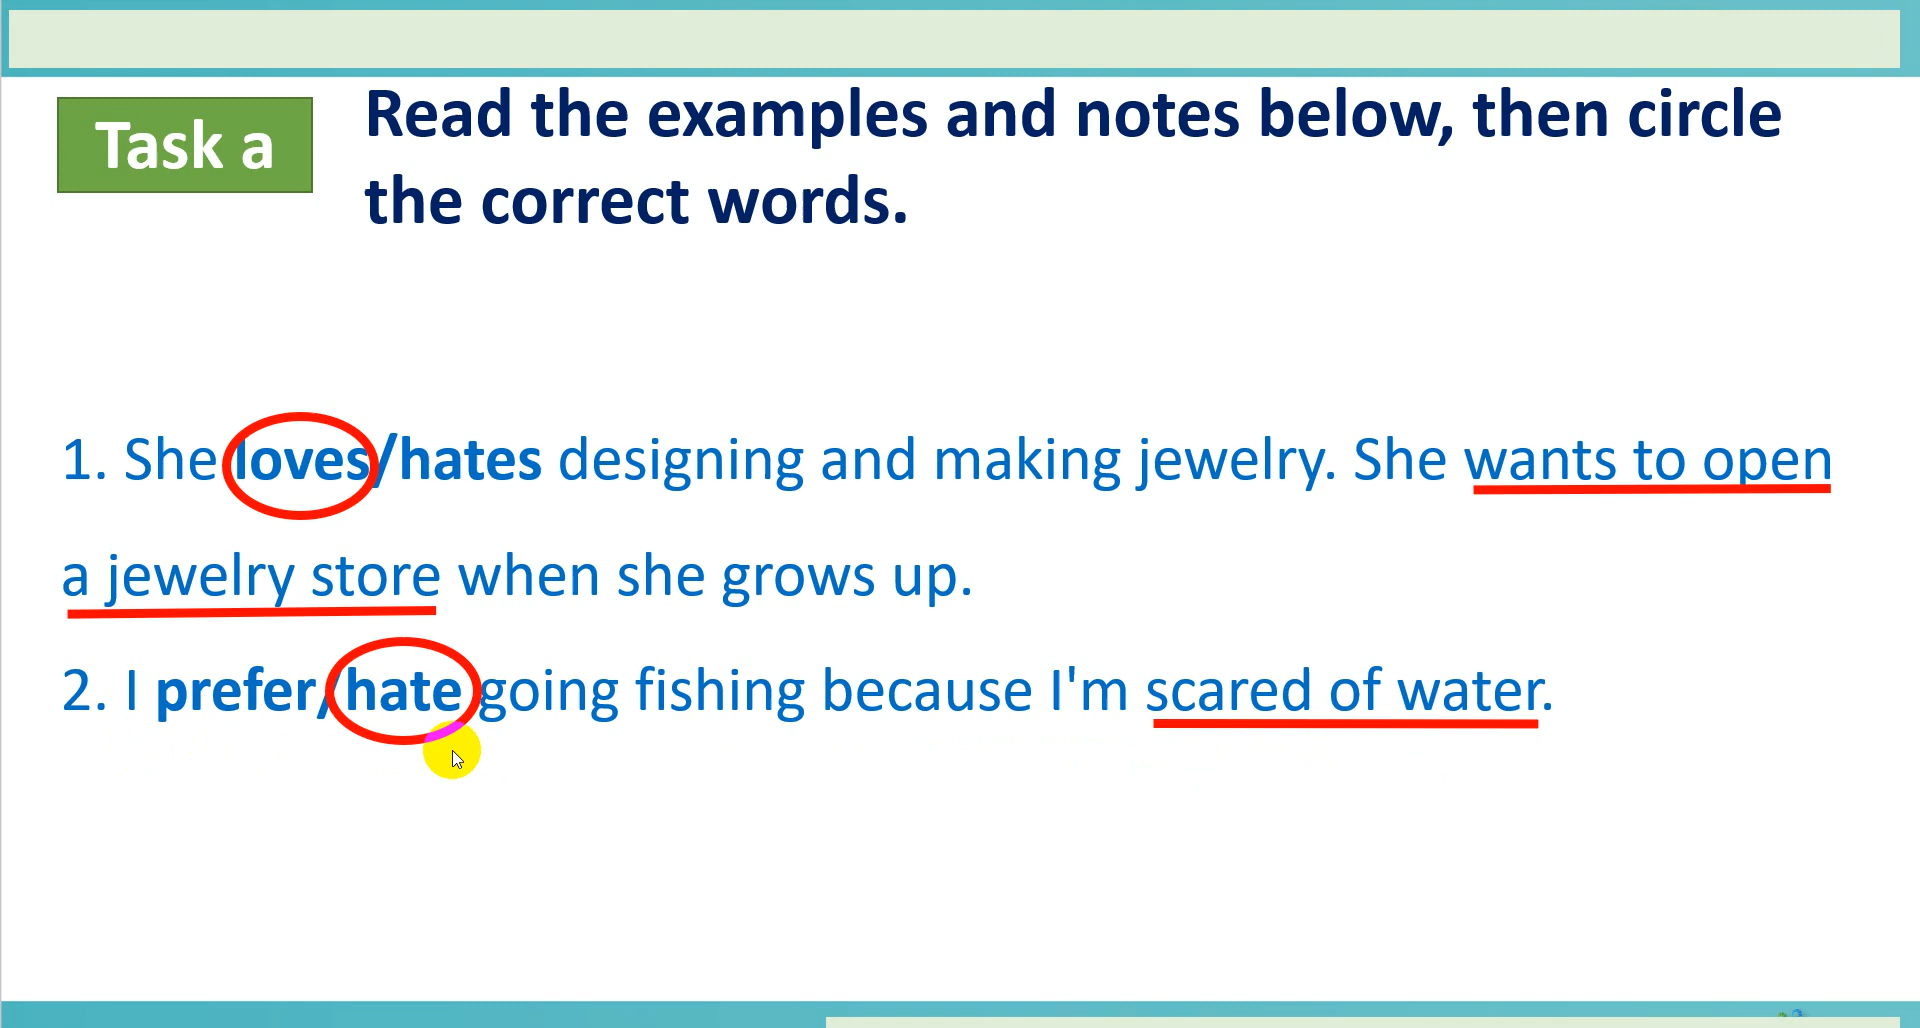 Task a
Read the examples and notes below, then circle
the correct words.
1. She loves/hates designing and making jewelry. She wants to open
a jewelry store when she grows up.
2. I prefer/hate going fishing because I'm scared of water.